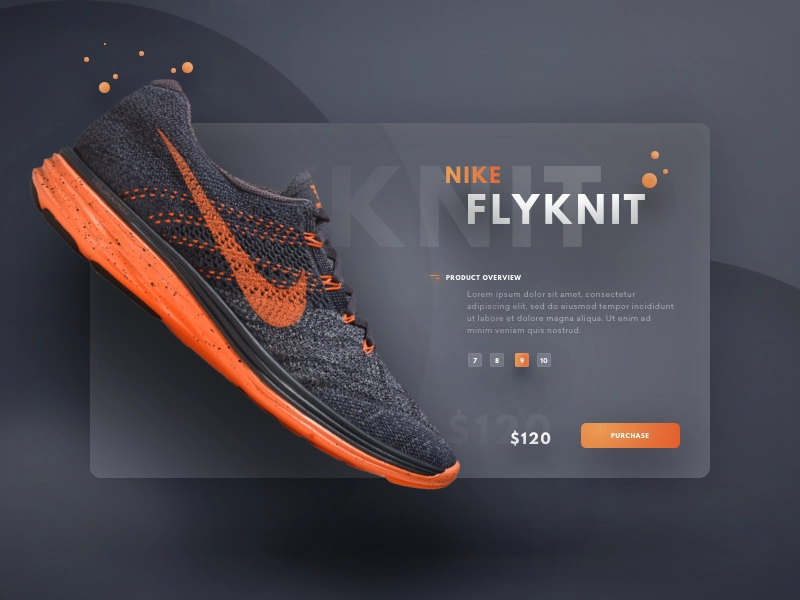 KNIT
NIKE
FLYKNIT
PRODUCT OVERVIEW
Lorem ipsum dolor sit amet, consectetur
adipiscing elit, sed do eiusmod tempor incididunt
ut labore et dolore magna aliqua. Ut enim ad
minim veniam quis nostrud
7 8 9 10
$120
$120
PURCHASE